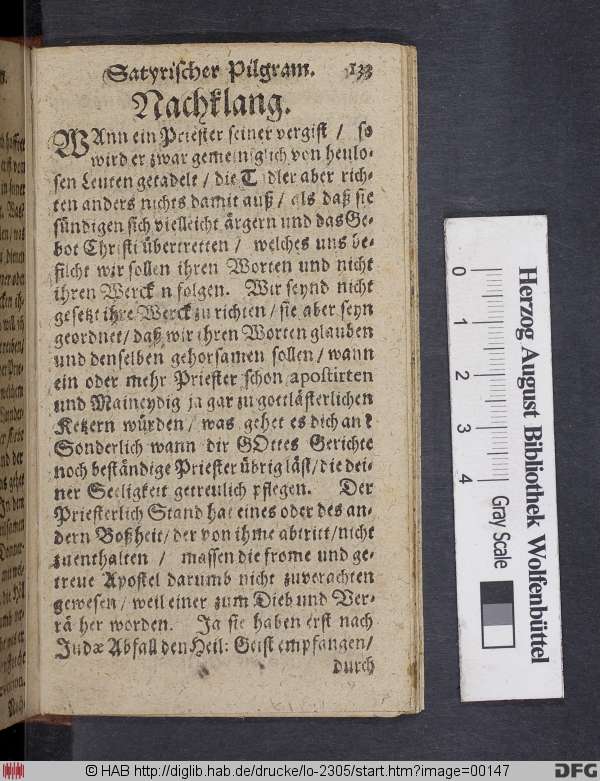 Satyrischer Pilgram. 133
Nachklang.
WAnn ein Priester seiner vergist / so
wird er zwar gemeiniglich von heulo-
sen Leuten getadelt / die Tadler aber rich-
ten anders nichts damit auß / als daß sie
sündigen sich vielleicht ärgern und das Ge-
bot Christi übertretten / welches uns be-
filcht wir sollen ihren Worten und nicht
ihren Wercken folgen. Wir seynd nicht
gesetzt ihre Werck zu richten / sie aber seyn
geordnet / daß wir ihren Worten glauben
und denselben gehorsamen sollen / wann
ein oder mehr Priester schon apostirten
und Maineydig ja gar zu gottslästerlichen
Ketzern würden / was gehet es dich an?
Sonderlich wann dir GOttes Gerichte
noch beständige Priester übrig läst / die dei-
ner Seeligkeit getreulich pflegen. Der
Priesterlich Stand hat eines oder des an-
dern Boßheit / der von ihme abtritt / nicht
zuenthalten / massen die frome und ge-
treue Apostel darumb nicht zuverachten
gewesen / weil einer zum Dieb und Ver-
räther worden. Ja sie haben erst nach
Judæ Abfall den Heil: Geist empfangen /
durch
0 1 2 3 4
Herzog August Bibliothek Wolfenbüttel
Gray Scale
© HAB http://diglib.hab.de/drucke/lo-2305/start.htm?image=00147
DFG